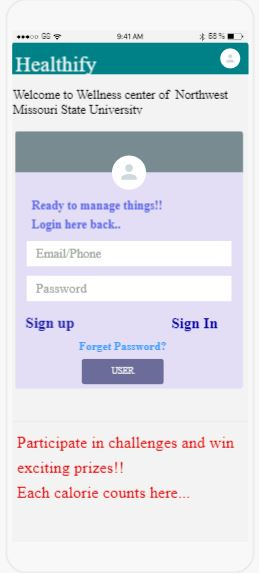 GS 9:41 AM 58%
Healthify
Welcome to Wellness center of Northwest
Missouri State University
Ready to manage things!!
Login here back..
Email/Phone
Password
Sign up Sign In
Forget Password?
USER
Participate in challenges and win
exciting prizes!!
Each calorie counts here...